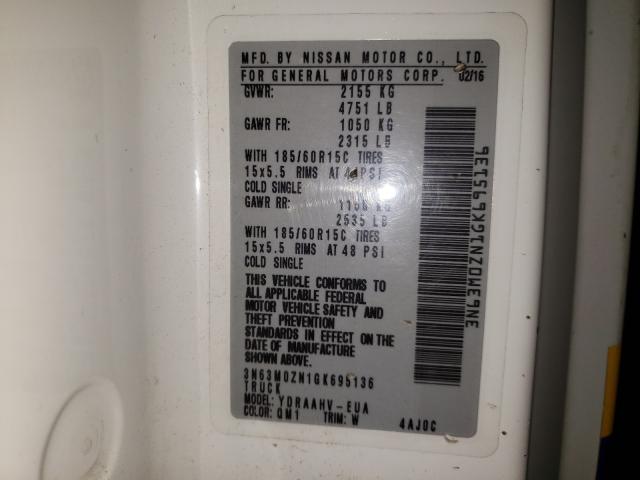 MFD. BY NISSAN MOTOR CO., LTD.
FOR GENERAL MOTORS CORP. 02/16
GVWR: 2155 KG
4751 LB
GAWR FR: 1050 KG
2315 LB
WITH 185/60R15C TIRES
15x5.5 RIMS AT PSI
COLD SINGLE
GAWR RR: KG
2535 LB
WITH 185/60R15C TIRES
15x5.5 RIMS AT 48 PSI
COLD SINGLE
THIS VEHICLE CONFORMS TO
ALL APPLICABLE FEDERAL
MOTOR VEHICLE SAFETY AND
THEFT PREVENTION
STANDARDS IN EFFECT ON THE
DATE OF MANUFACTURE
SHOWN ABOVE.
3N63M0ZN1GK695136
TRUCK
MODEL: YDRAAHV-EUA
COLOR: QM1 TRIM: W 4AJ0C
3N63M0ZN1GK695136